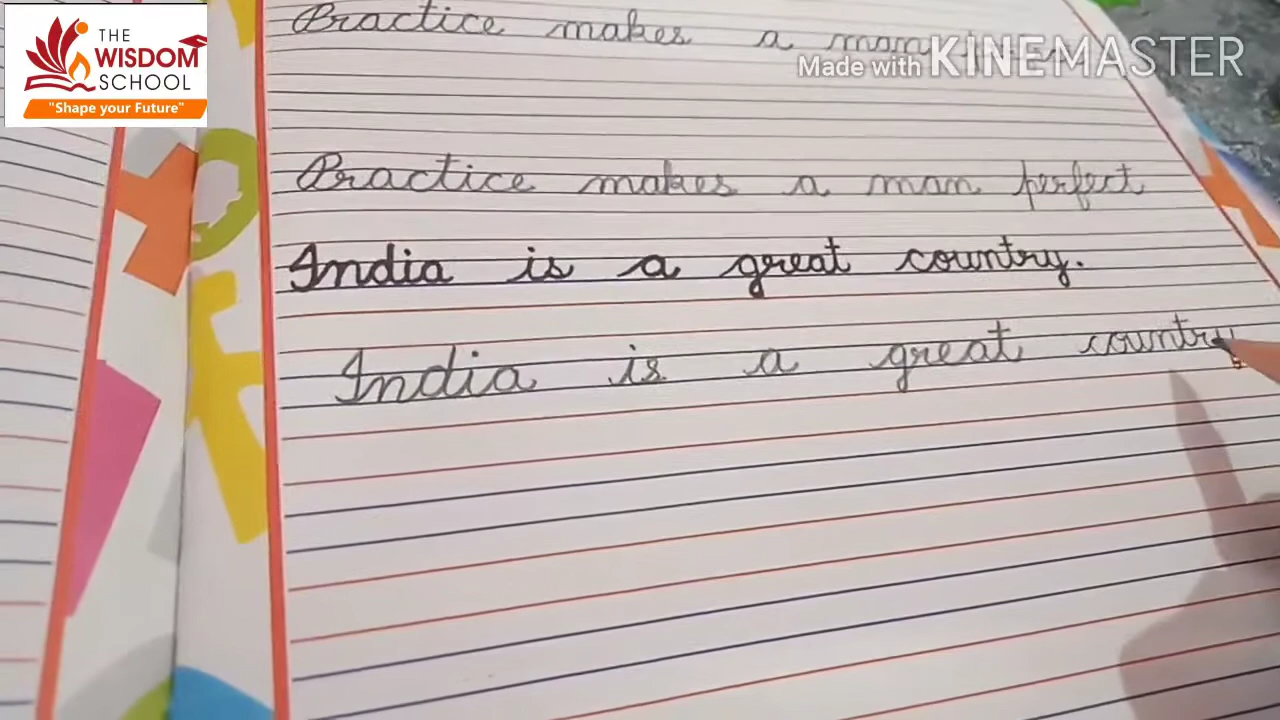 THE
WISDOM
SCHOOL
"Shape your Future"
Made with KINEMASTER
Practice makes a man
Practice makes a man perfect
India is a great country.
India is a great country